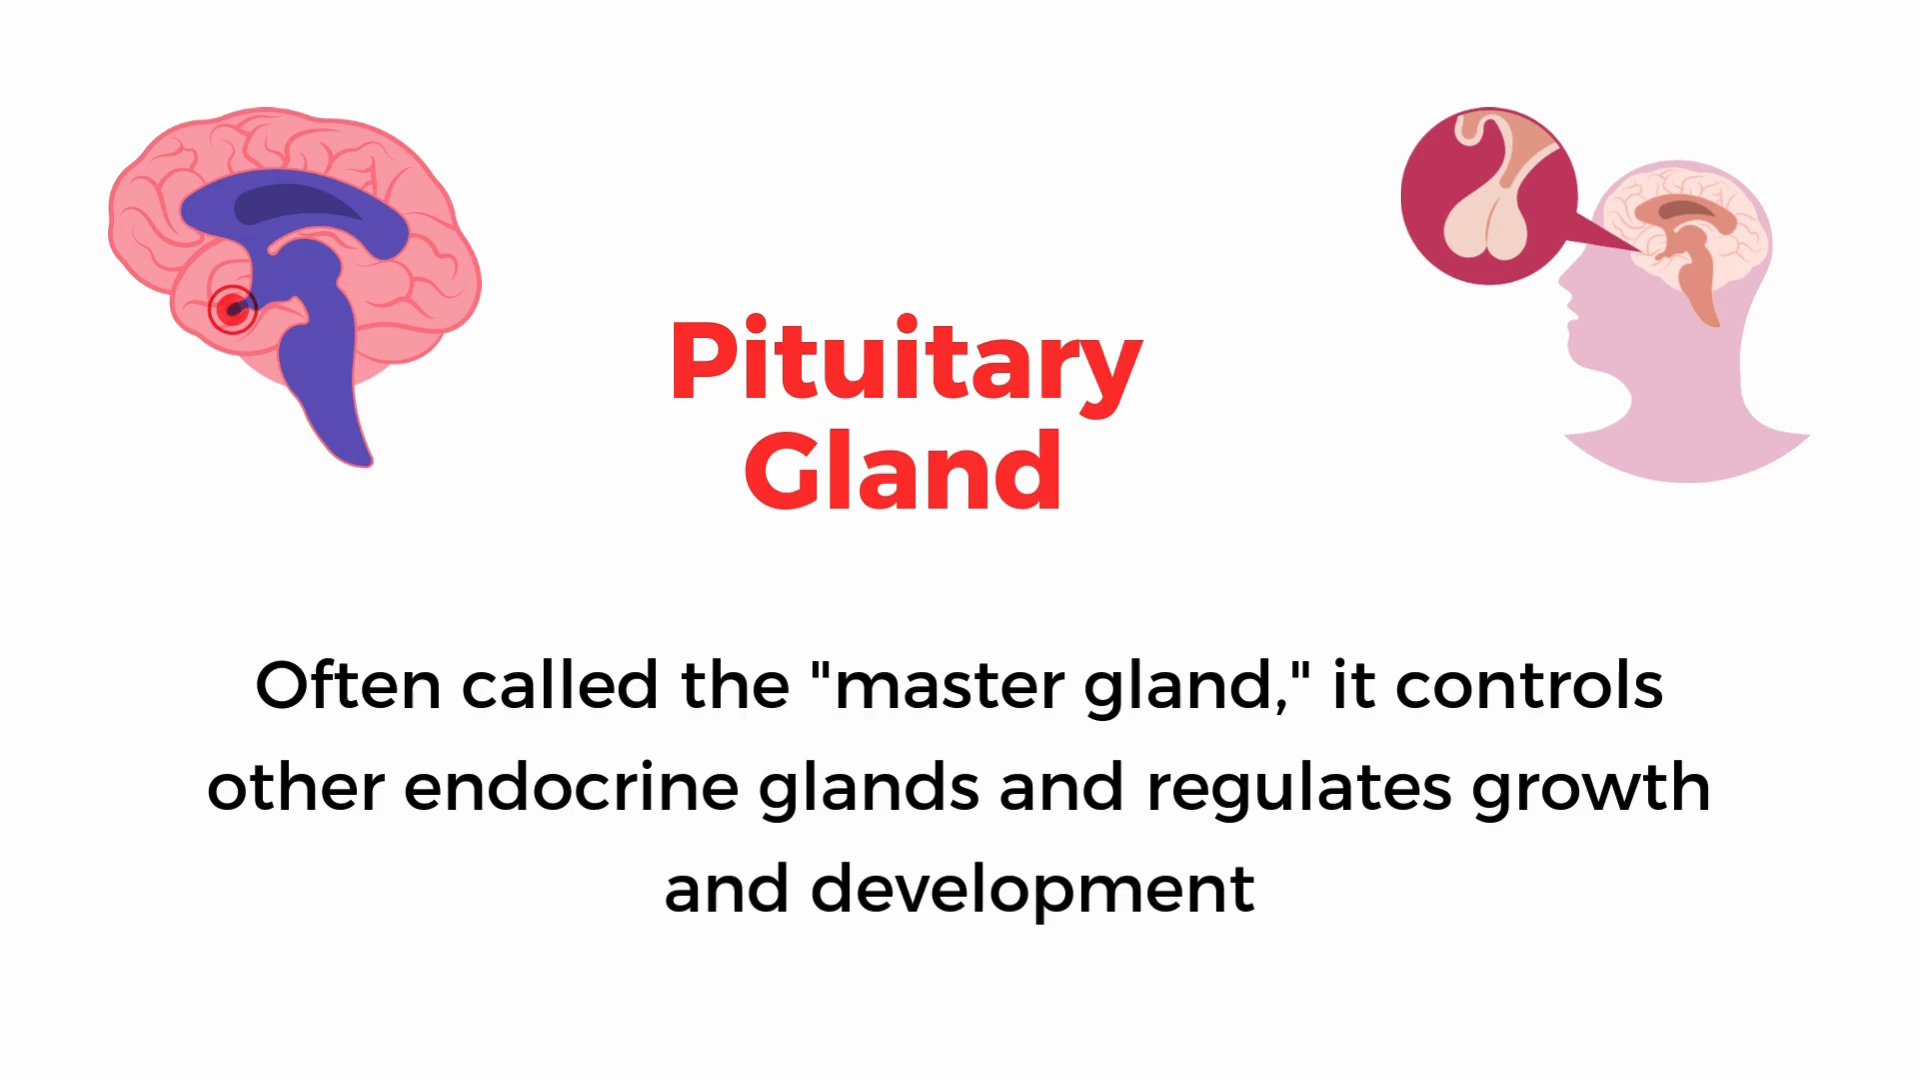 Pituitary
Gland
Often called the "master gland," it controls
other endocrine glands and regulates growth
and development